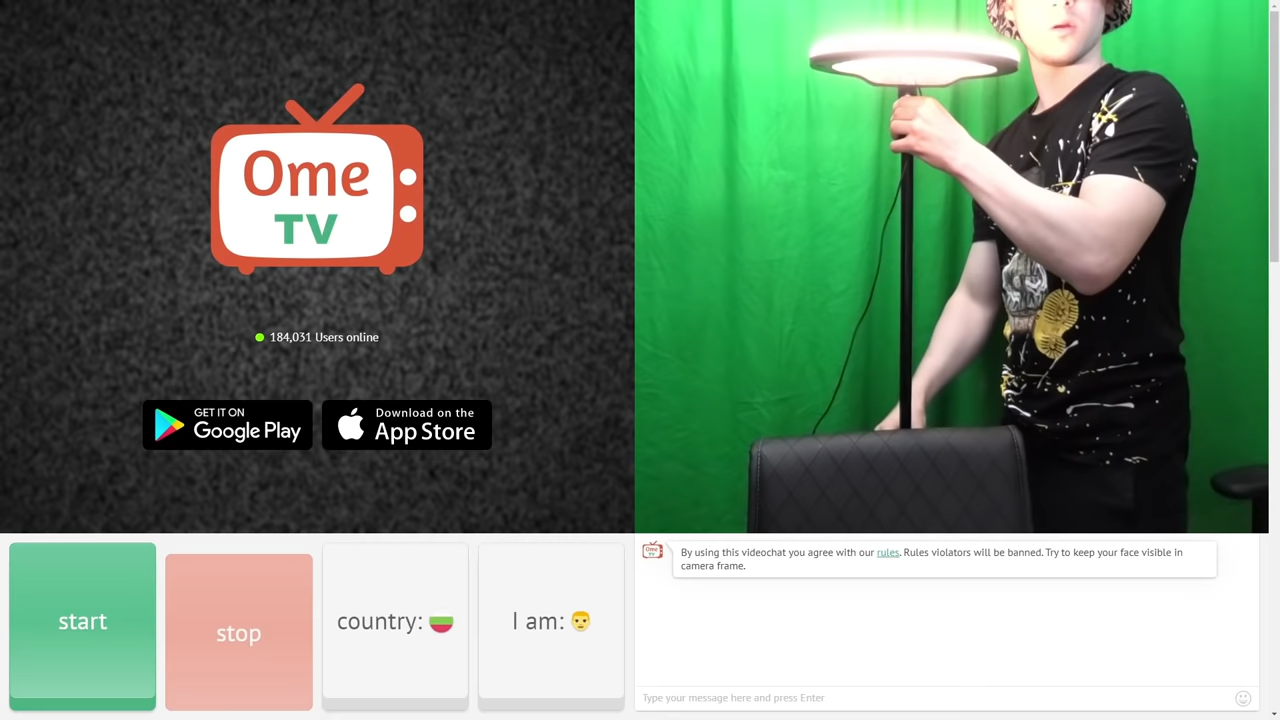 Ome
TV
184,031 Users online
GET IT ON
Google Play
Download on the
App Store
start
stop
country:
I am:
Ome
TV
By using this videochat you agree with our rules. Rules violators will be banned. Try to keep your face visible in
camera frame.
Type your message here and press Enter